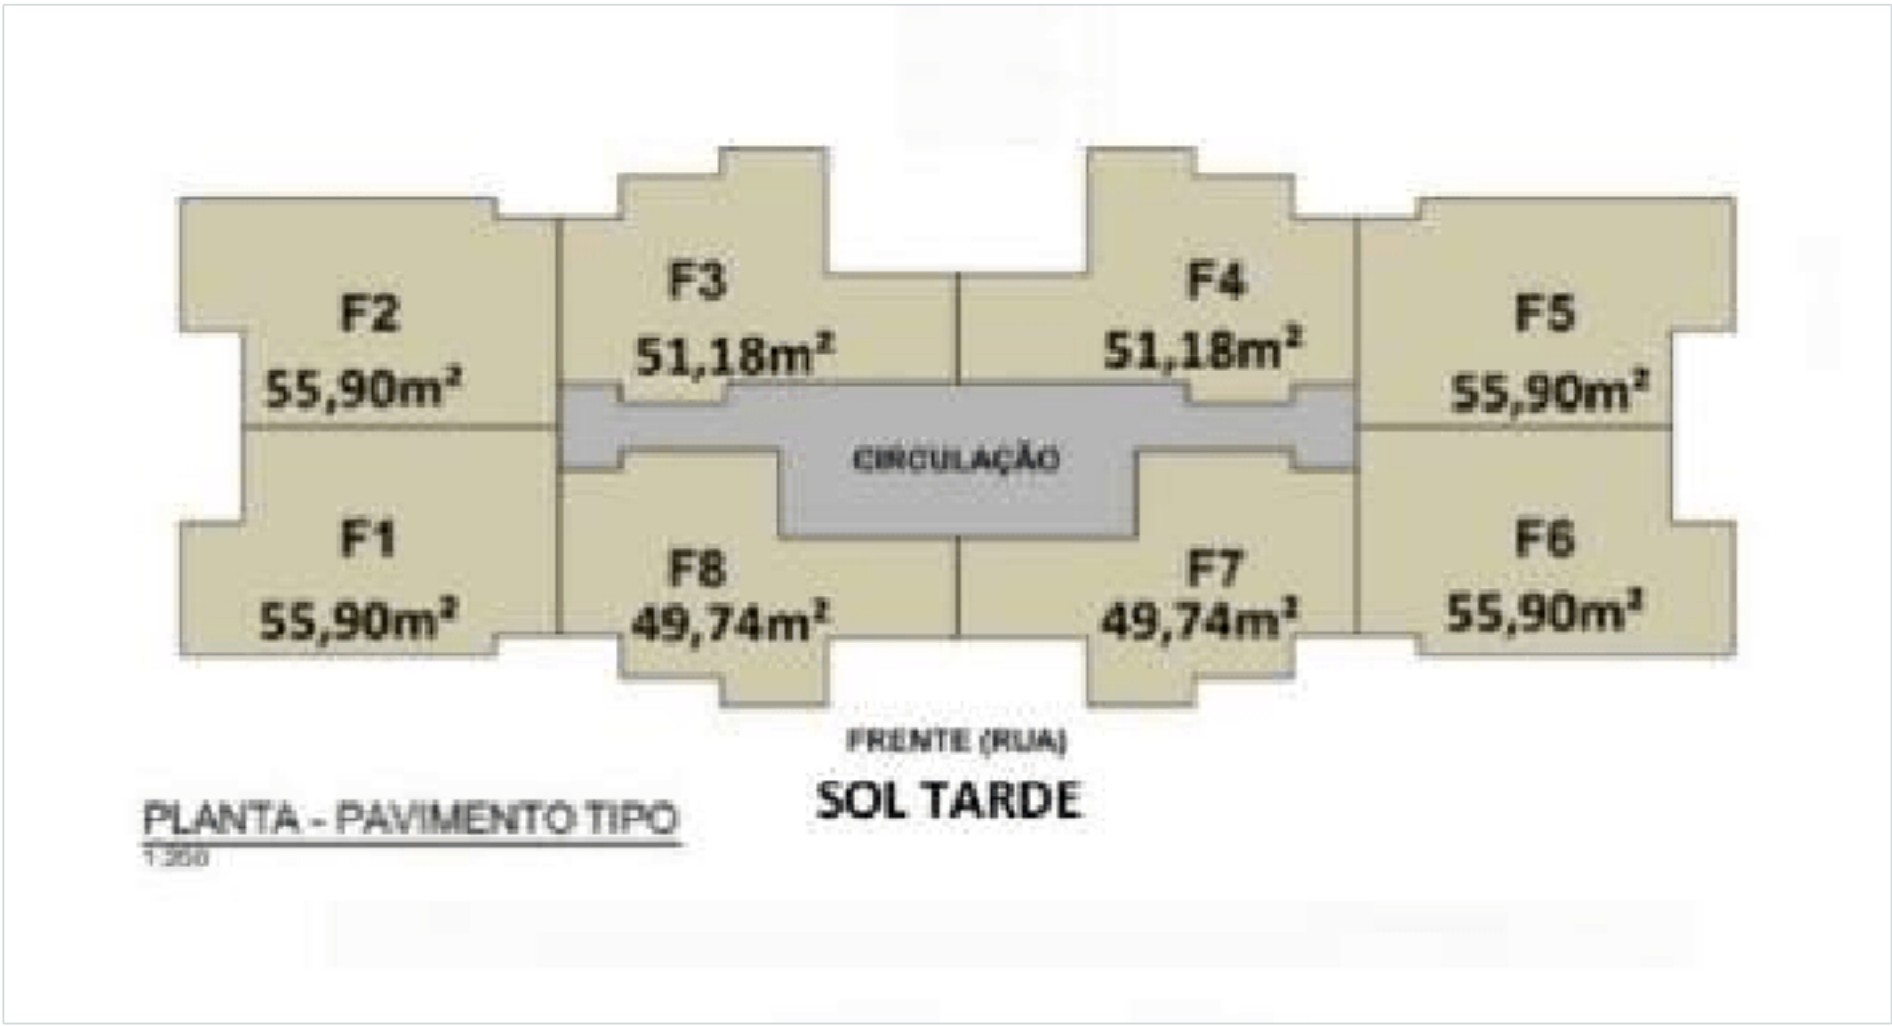 F3
F4
F2
F5
51,18m²
51,18m²
55,90m²
55,90m²
CIRCULAÇÃO
F1
F6
F8
F7
55,90m²
49,74m²
49,74m²
55,90m²
FRENTE (RUA)
SOL TARDE
PLANTA - PAVIMENTO TIPO